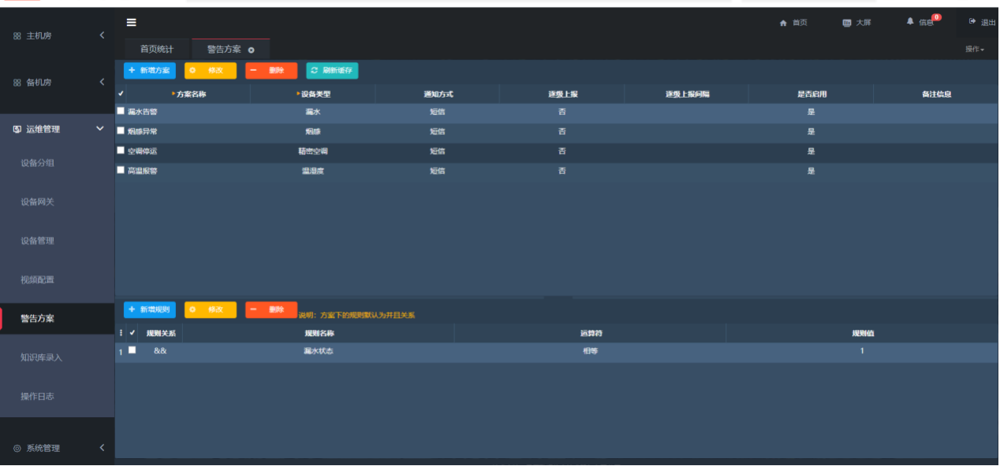 主机房
备机房
运维管理
设备分组
设备网关
设备管理
视频配置
警告方案
知识库录入
操作日志
系统管理
首页 大屏 信息 0 退出
首页统计 警告方案 操作
新增方案 修改 删除 刷新缓存
方案名称 设备类型 通知方式 逐级上报 逐级上报间隔 是否启用 备注信息
漏水告警 漏水 短信 否 是
烟感异常 烟感 短信 否 是
空调停运 精密空调 短信 否 是
高温报警 温湿度 短信 否 是
新增规则 修改 删除 说明：方案下的规则默认为并且关系
规则关系 规则名称 运算符 规则值
1 && 漏水状态 相等 1